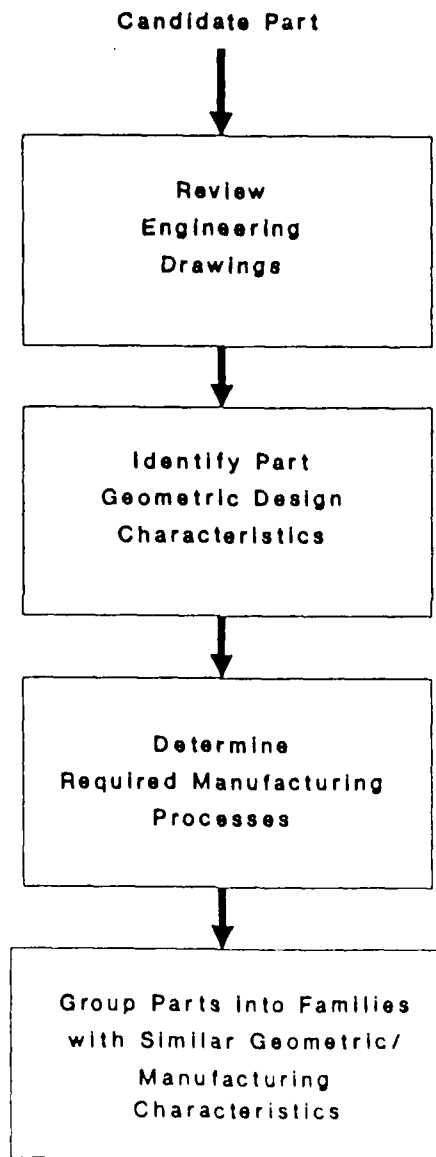 Candidate Part
Review
Engineering
Drawings
Identify Part
Geometric Design
Characteristics
Determine
Required Manufacturing
Processes
Group Parts into Families
with Similar Geometric/
Manufacturing
Characteristics